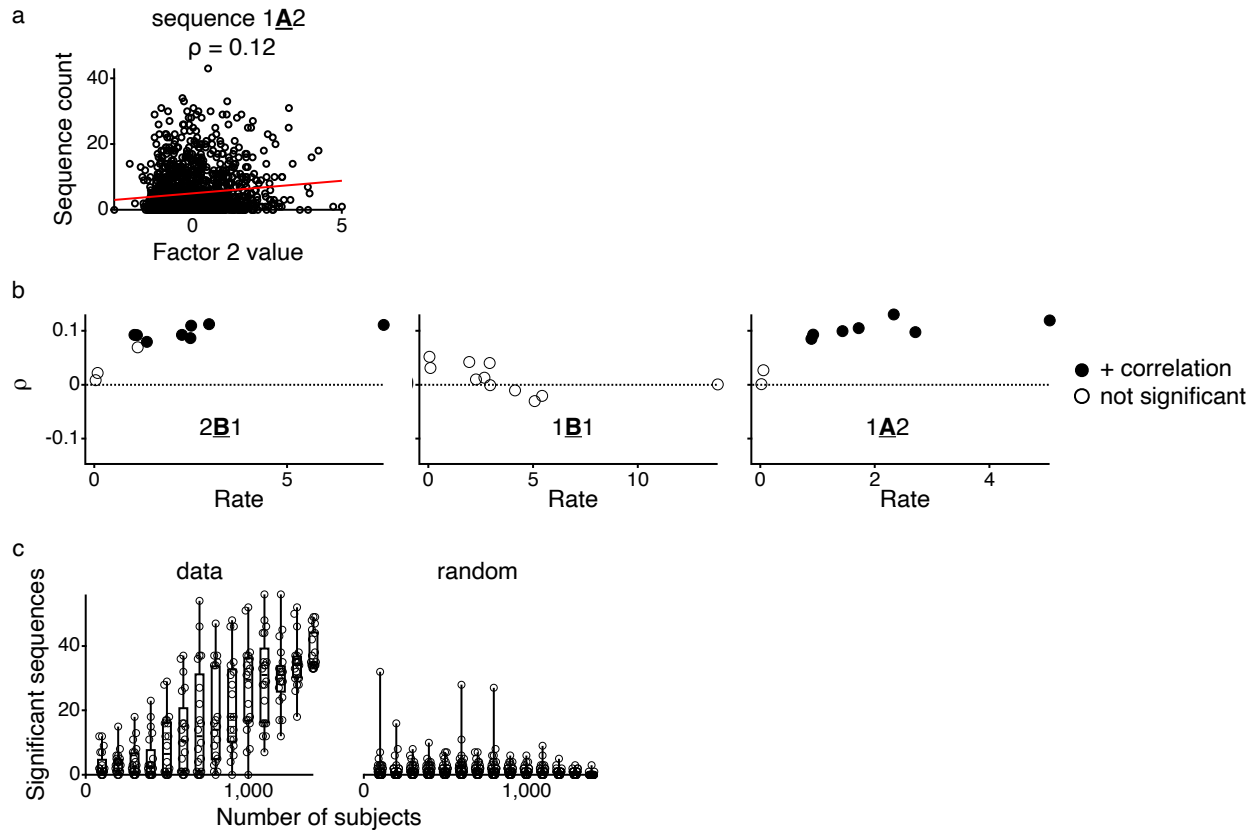 a
sequence 1A2
ρ = 0.12
Sequence count
40
20
0
0
5
Factor 2 value
b
ρ
0.1
0
-0.1
2B1
0
5
Rate
1B1
0
5
10
Rate
1A2
0
2
4
Rate
+ correlation
not significant
c
data
random
Significant sequences
40
20
0
0
1,000
0
1,000
Number of subjects